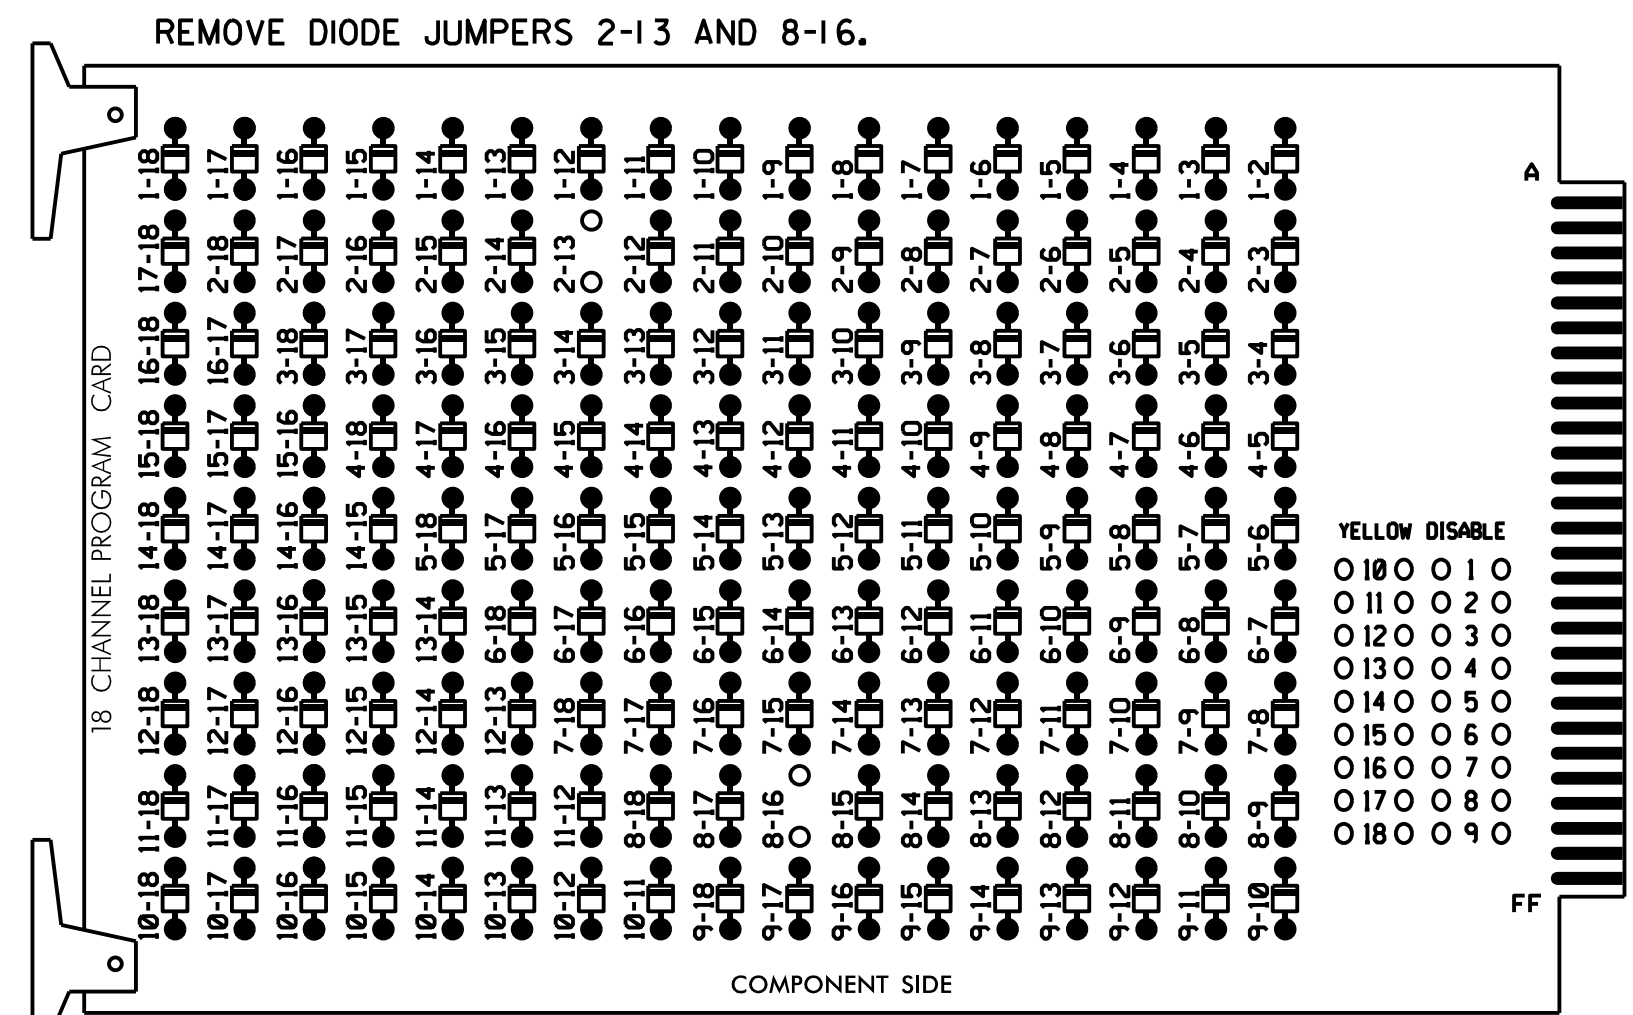 REMOVE DIODE JUMPERS 2-13 AND 8-16.
1-18 1-17 1-16 1-15 1-14 1-13 1-12 1-11 1-10 1-9 1-8 1-7 1-6 1-5 1-4 1-3 1-2
A
17-18 2-18 2-17 2-16 2-15 2-14 2-13 2-12 2-11 2-10 2-9 2-8 2-7 2-6 2-5 2-4 2-3
16-18 16-17 3-18 3-17 3-16 3-15 3-14 3-13 3-12 3-11 3-10 3-9 3-8 3-7 3-6 3-5 3-4
15-18 15-17 15-16 4-18 4-17 4-16 4-15 4-14 4-13 4-12 4-11 4-10 4-9 4-8 4-7 4-6 4-5
14-18 14-17 14-16 14-15 5-18 5-17 5-16 5-15 5-14 5-13 5-12 5-11 5-10 5-9 5-8 5-7 5-6
13-18 13-17 13-16 13-15 13-14 6-18 6-17 6-16 6-15 6-14 6-13 6-12 6-11 6-10 6-9 6-8 6-7
12-18 12-17 12-16 12-15 12-14 12-13 7-18 7-17 7-16 7-15 7-14 7-13 7-12 7-11 7-10 7-9 7-8
11-18 11-17 11-16 11-15 11-14 11-13 11-12 8-18 8-17 8-16 8-15 8-14 8-13 8-12 8-11 8-10 8-9
10-18 10-17 10-16 10-15 10-14 10-13 10-12 10-11 9-18 9-17 9-16 9-15 9-14 9-13 9-12 9-11 9-10
18 CHANNEL PROGRAM CARD
YELLOW DISABLE
10 1
11 2
12 3
13 4
14 5
15 6
16 7
17 8
18 9
FF
COMPONENT SIDE